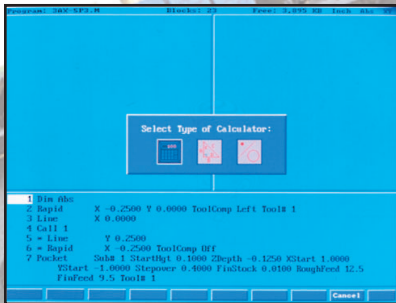 Program: 3AX-SP2.M Blocks: 23 Free: 3,895 KB Inch Abs
Select Type of Calculator:
1 Dim Abs
2 Rapid X -0.2500 Y 0.0000 ToolComp Left Tool# 1
3 Line X 0.0000
4 Call 1
5 = Line Y 0.2500
6 = Rapid X -0.2500 ToolComp Off
7 Pocket Sub# 1 StartHgt 0.1000 ZDepth -0.1250 XStart 1.0000
YStart -1.0000 Stepover 0.4000 FinStock 0.0100 RoughFeed 12.5
FinFeed 9.5 Tool# 1
Cancel